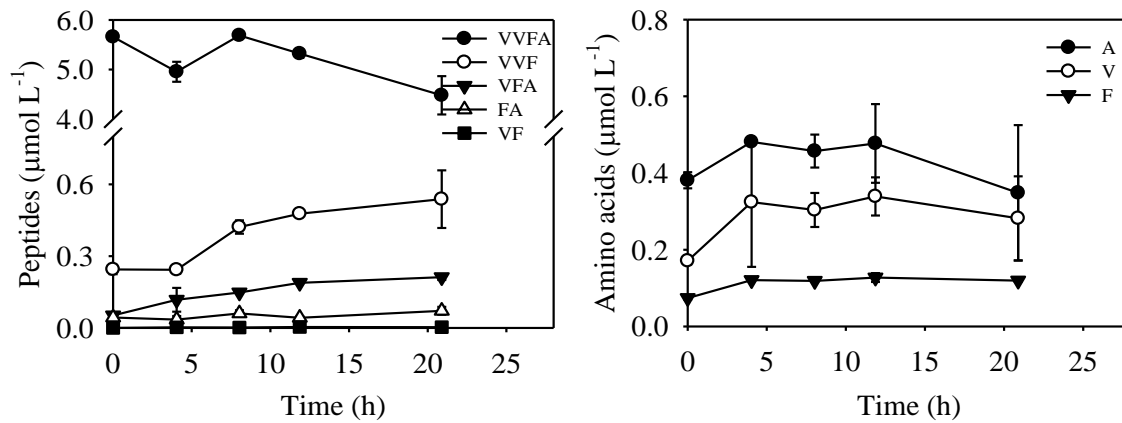 Peptides (µmol L⁻¹)
6.0
5.0
4.0
0.6
0.3
0.0
VVFA
VVF
VFA
FA
VF
0 5 10 15 20 25
Time (h)
Amino acids (µmol L⁻¹)
0.8
0.6
0.4
0.2
0.0
A
V
F
0 5 10 15 20 25
Time (h)